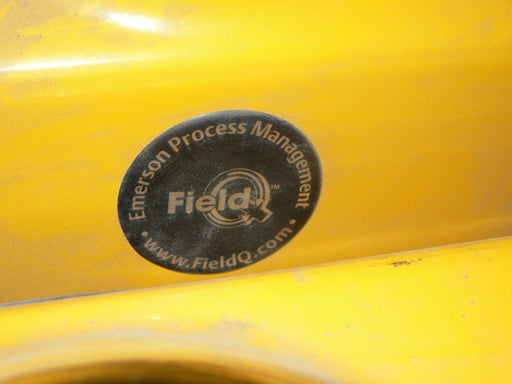 Emerson Process Management
FieldQ™
• www.FieldQ.com •